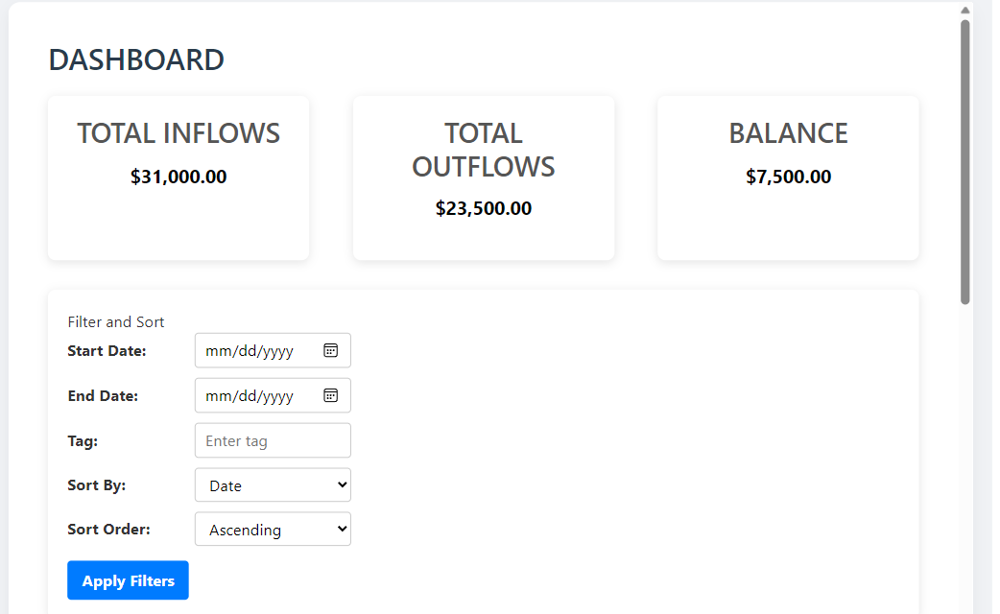 DASHBOARD
TOTAL INFLOWS
$31,000.00
TOTAL
OUTFLOWS
$23,500.00
BALANCE
$7,500.00
Filter and Sort
Start Date: mm/dd/yyyy
End Date: mm/dd/yyyy
Tag: Enter tag
Sort By: Date
Sort Order: Ascending
Apply Filters